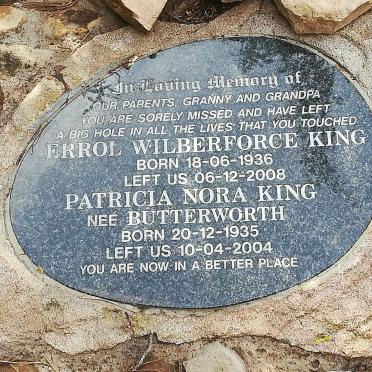 In Loving Memory of
OUR PARENTS, GRANNY AND GRANDPA
YOU ARE SORELY MISSED AND HAVE LEFT
A BIG HOLE IN ALL THE LIVES THAT YOU TOUCHED
ERROL WILBERFORCE KING
BORN 18-06-1936
LEFT US 06-12-2008
PATRICIA NORA KING
NEE BUTTERWORTH
BORN 20-12-1935
LEFT US 10-04-2004
YOU ARE NOW IN A BETTER PLACE